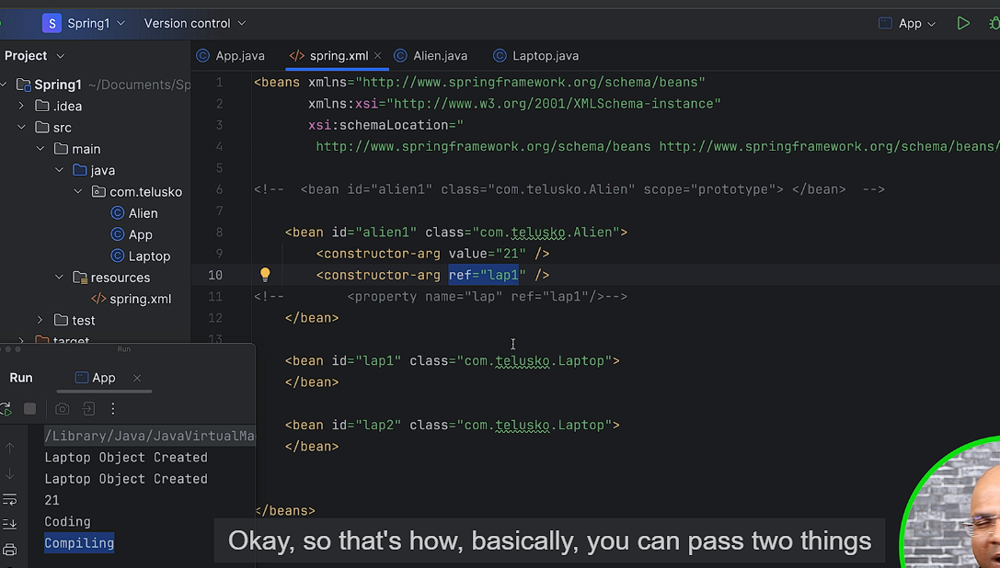 S Spring1 Version control App
Project
App.java </> spring.xml Alien.java Laptop.java
Spring1 ~/Documents/Sp
.idea
src
main
java
com.telusko
Alien
App
Laptop
resources
</> spring.xml
test
target
1 <beans xmlns="http://www.springframework.org/schema/beans"
2 xmlns:xsi="http://www.w3.org/2001/XMLSchema-instance"
3 xsi:schemaLocation="
4 http://www.springframework.org/schema/beans http://www.springframework.org/schema/beans/
5
6 <!-- <bean id="alien1" class="com.telusko.Alien" scope="prototype"> </bean> -->
7
8 <bean id="alien1" class="com.telusko.Alien">
9 <constructor-arg value="21" />
10 <constructor-arg ref="lap1" />
11 <!-- <property name="lap" ref="lap1"/>-->
12 </bean>
13
<bean id="lap1" class="com.telusko.Laptop">
</bean>
<bean id="lap2" class="com.telusko.Laptop">
</bean>
</beans>
Run
Run App
/Library/Java/JavaVirtualMa
Laptop Object Created
Laptop Object Created
21
Coding
Compiling
Okay, so that's how, basically, you can pass two things